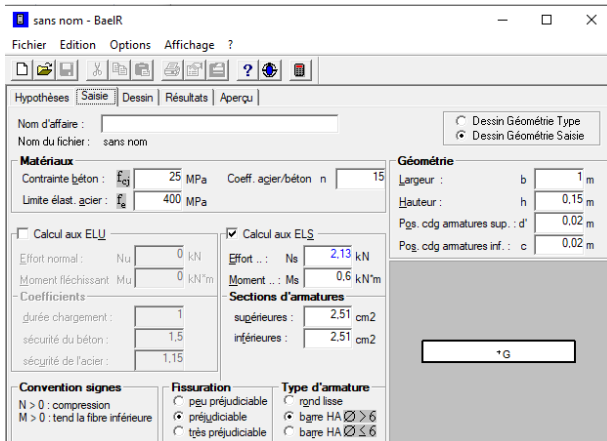 sans nom - BaelR
Fichier Edition Options Affichage ?
Hypothèses Saisie Dessin Résultats Aperçu
Nom d'affaire :
Nom du fichier : sans nom
Dessin Géométrie Type
Dessin Géométrie Saisie
Matériaux
Contrainte béton : fcj 25 MPa Coeff. acier/béton n 15
Limite élast. acier : fe 400 MPa
Géométrie
Largeur : b 1 m
Hauteur : h 0,15 m
Pos. cdg armatures sup. : d' 0,02 m
Pos. cdg armatures inf. : c 0,02 m
Calcul aux ELU
Effort normal : Nu 0 kN
Moment fléchissant Mu 0 kN*m
Coefficients
durée chargement : 1
sécurité du béton : 1,5
sécurité de l'acier : 1,15
Calcul aux ELS
Effort .. : Ns 2,13 kN
Moment .. : Ms 0,6 kN*m
Sections d'armatures
supérieures : 2,51 cm2
inférieures : 2,51 cm2
+G
Convention signes
N > 0 : compression
M > 0 : tend la fibre inférieure
Fissuration
peu préjudiciable
préjudiciable
très préjudiciable
Type d'armature
rond lisse
barre HA Ø > 6
barre HA Ø ≤ 6